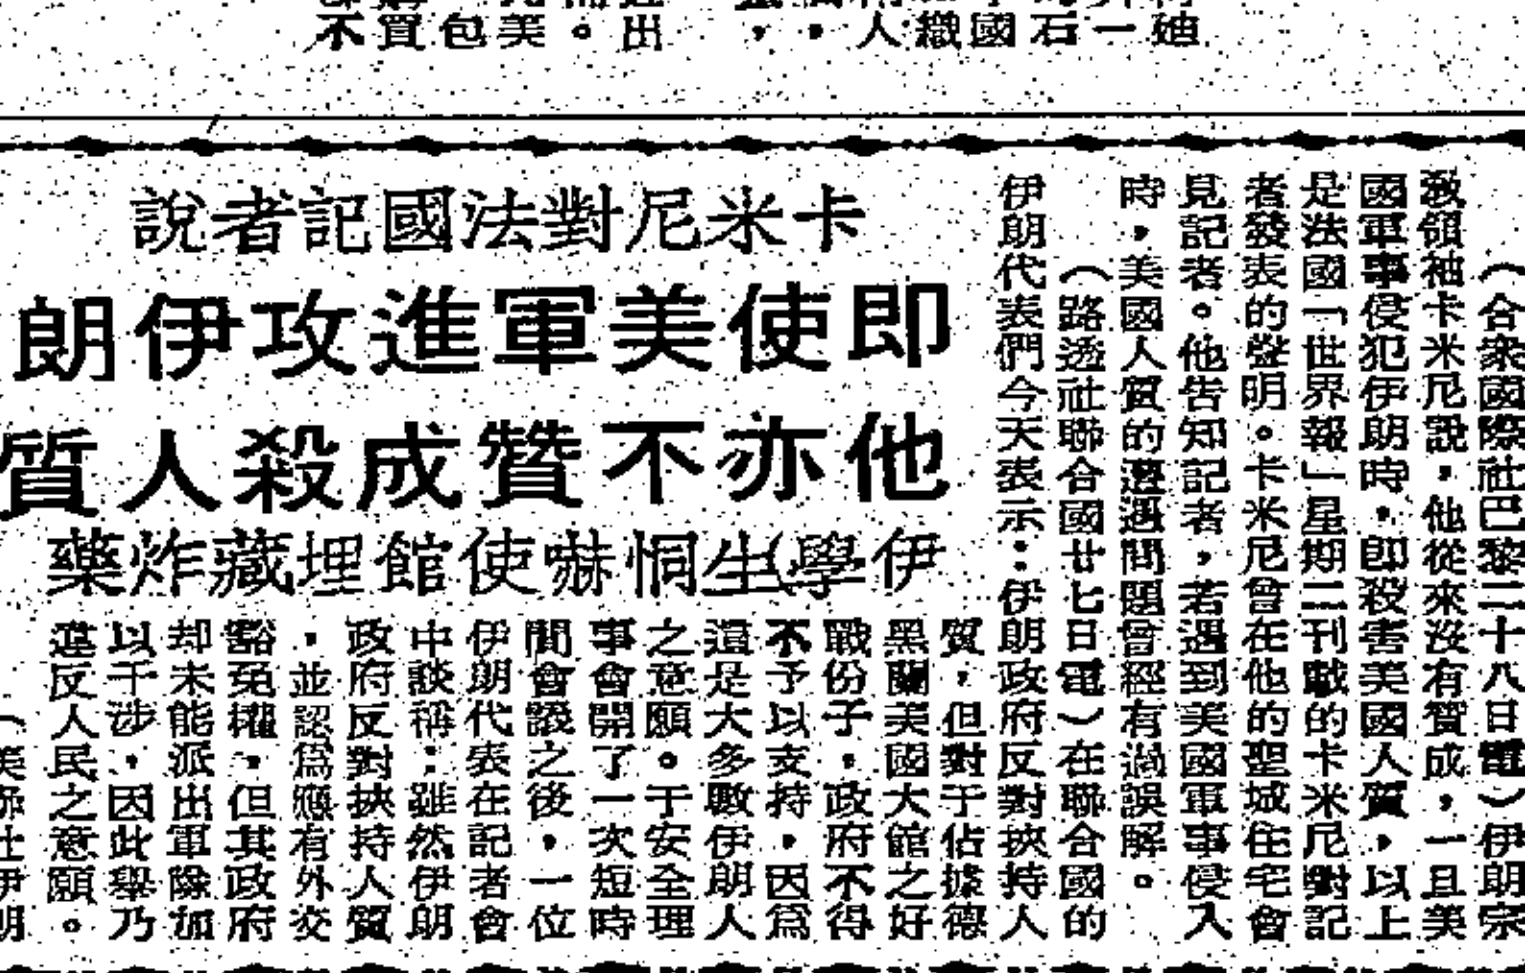 卡米尼對法國記者說
即使美軍進攻伊朗
他亦不贊成殺人質
伊學生恫嚇使館埋藏炸藥
（合衆國際社巴黎二十八日電）伊朗宗
教領袖卡米尼說，他從來沒有贊成，一旦美
國軍事侵犯伊朗時，即殺害美國人質，以上
是法國「世界報」星期二刊載的卡米尼對記
者發表的聲明。卡米尼曾在他的聖城住宅會
見記者。他告知記者，若遇到美國軍事侵入
時，美國人質的遭遇問題曾經有過誤解。
（路透社聯合國廿七日電）在聯合國的
伊朗代表們今天表示：伊朗政府反對挾持人
質，但對于佔據德
黑蘭美國大館之好
戰份子，政府不得
不予以支持，因爲
這是大多數伊朗人
之意願。于安全理
事會開了一次短時
間會議之後，一位
伊朗代表在記者會
中談稱：雖然伊朗
政府反對挾持人質
，並認爲應有外交
豁免權，但其政府
却未能派出軍隊加
以干涉，因此舉乃
違反人民之意願。
不買包美。出
人織國石一迪